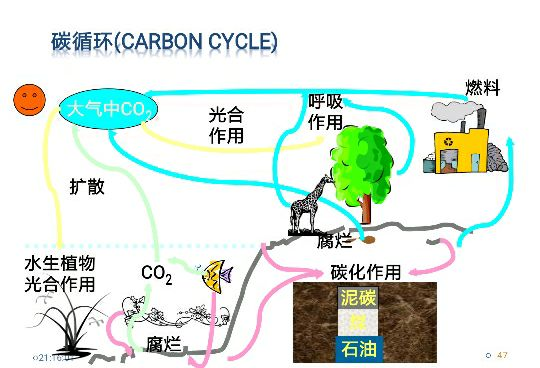 碳循环(CARBON CYCLE)
燃料
大气中CO2
光合
作用
呼吸
作用
扩散
腐烂
水生植物
光合作用
CO2
碳化作用
泥碳
煤
石油
腐烂
47